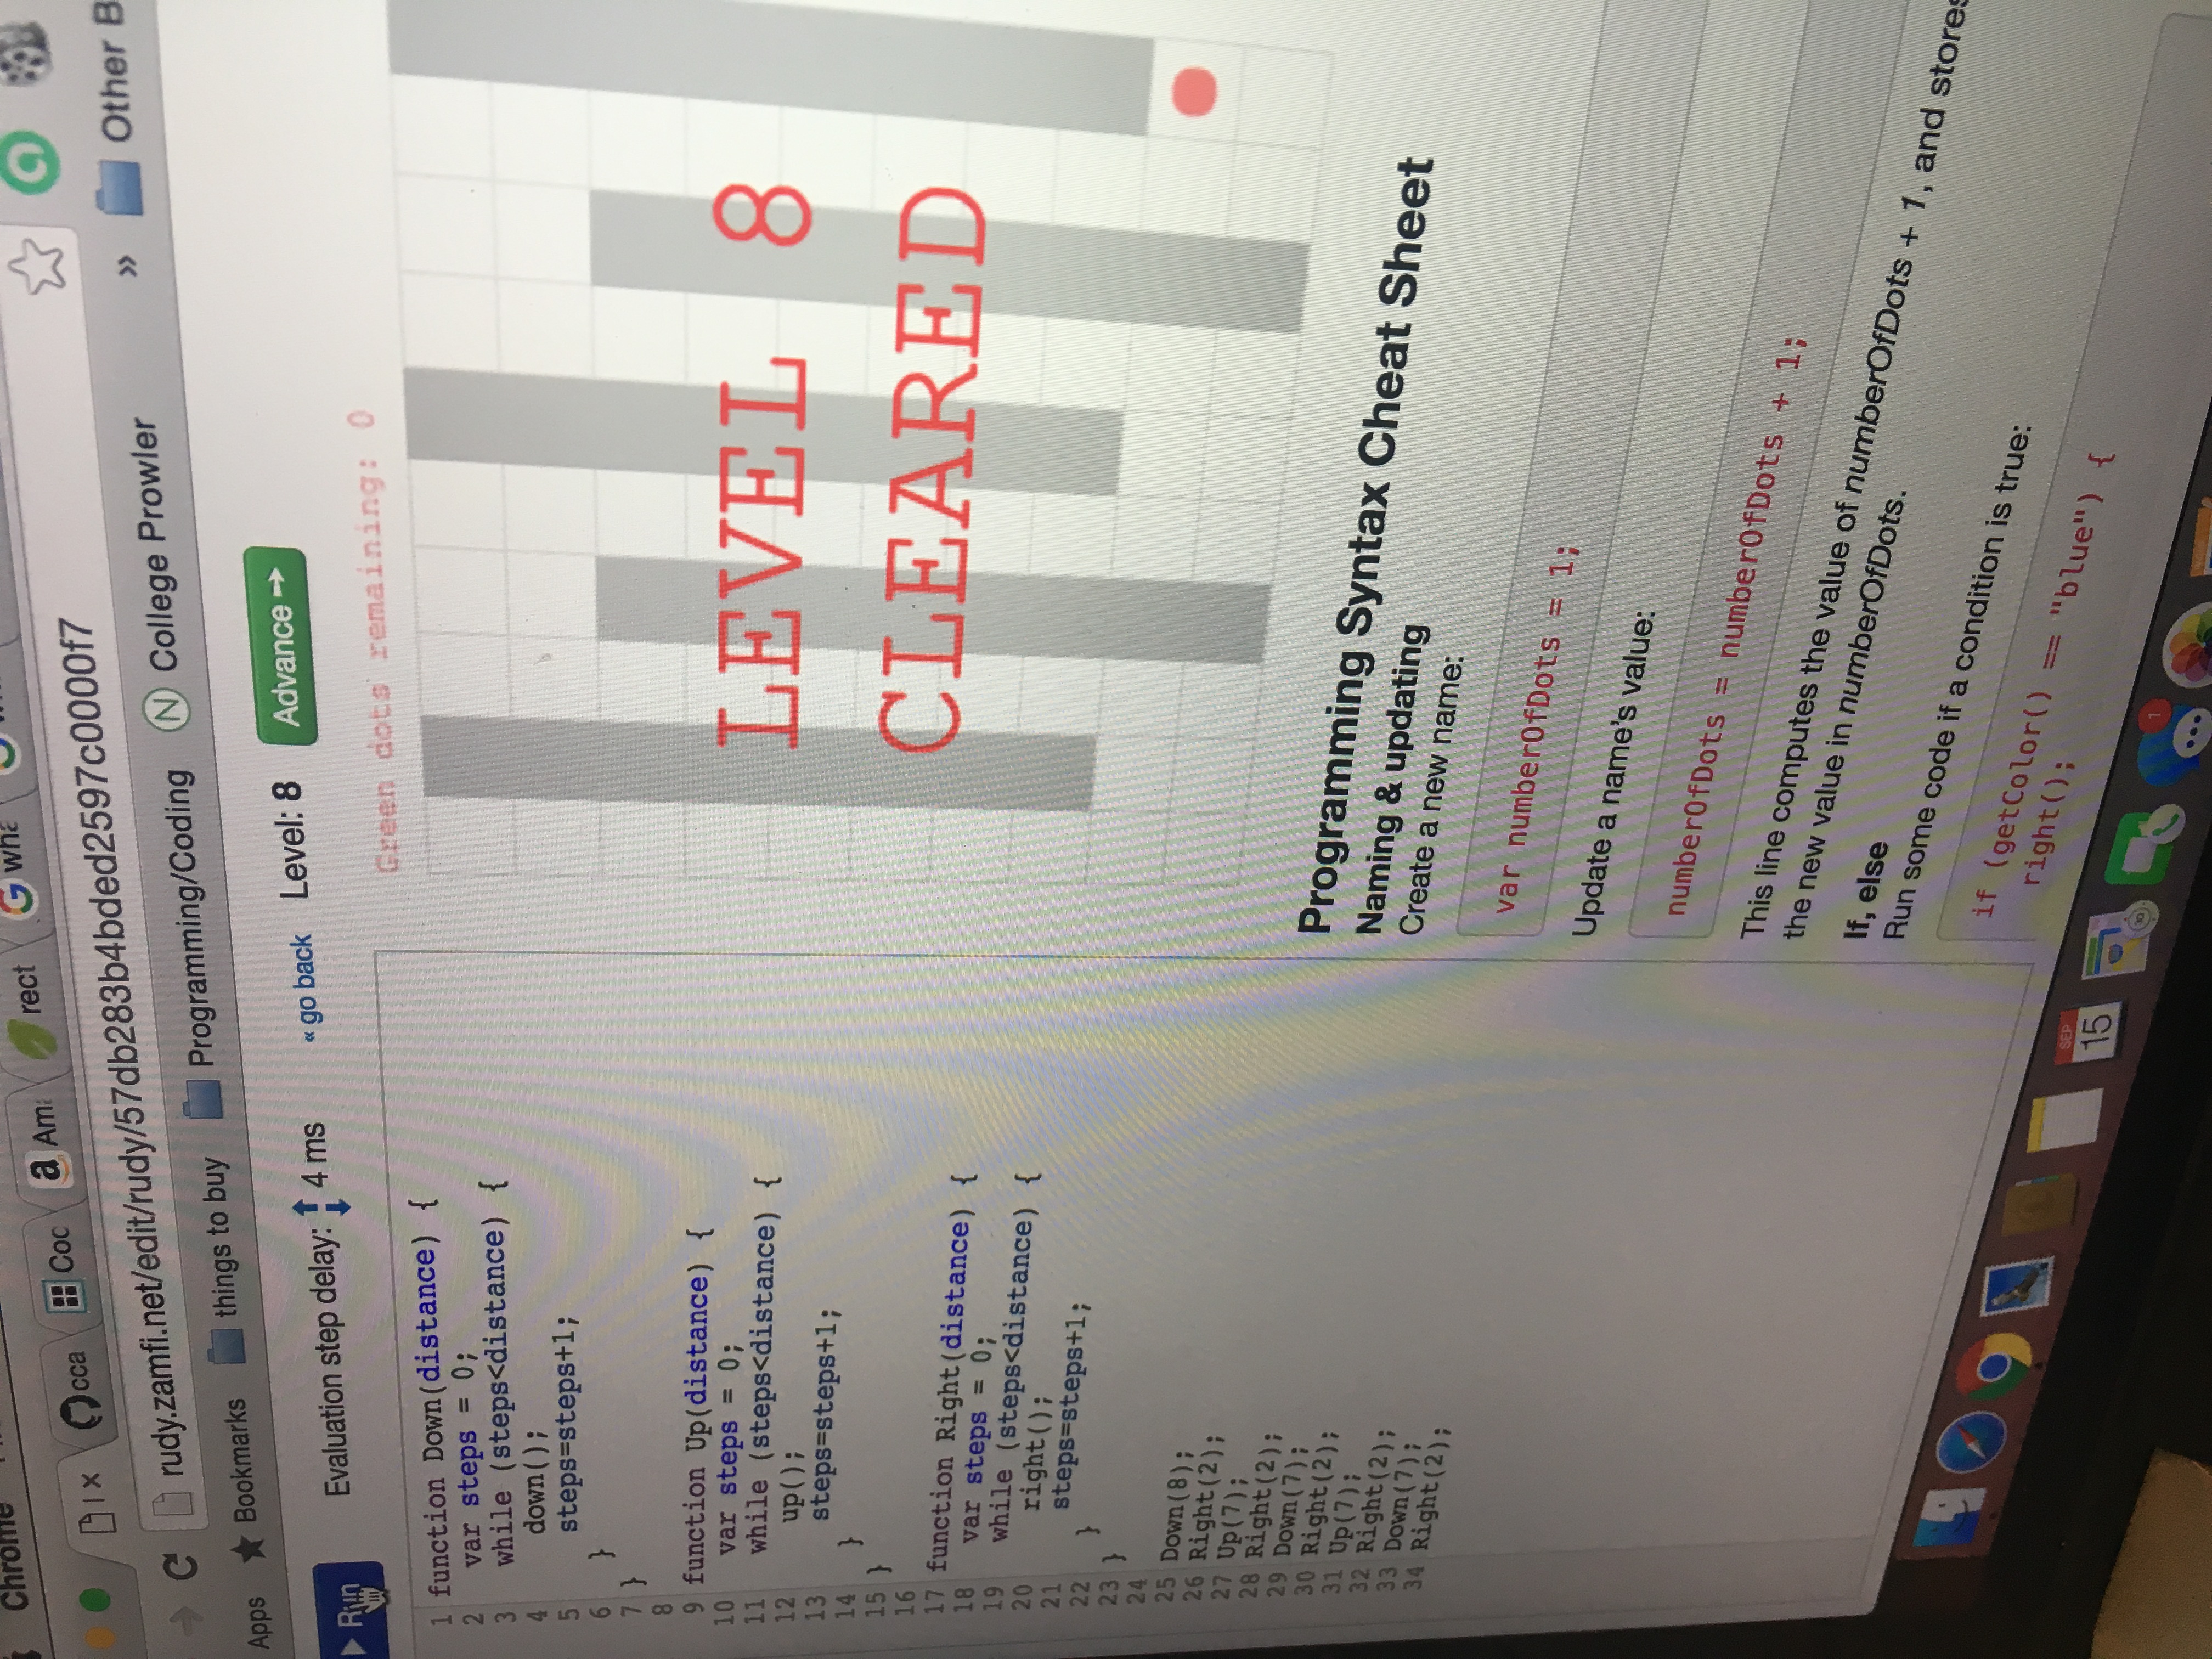 Chrome
I x
cca
Coc
Am
rect
wha
rudy.zamfi.net/edit/rudy/57db283b4bded2597c0000f7
Apps
Bookmarks
things to buy
Programming/Coding
N
College Prowler
»
Other B
Run
Evaluation step delay:
4 ms
« go back
Level: 8
Advance →
Green dots remaining: 0
1 function Down(distance) {
2 var steps = 0;
3 while (steps<distance) {
4 down();
5 steps=steps+1;
6 }
7 }
8
9 function Up(distance) {
10 var steps = 0;
11 while (steps<distance) {
12 up();
13 steps=steps+1;
14 }
15 }
16
17 function Right(distance) {
18 var steps = 0;
19 while (steps<distance) {
20 right();
21 steps=steps+1;
22 }
23 }
24
25 Down(8);
26 Right(2);
27 Up(7);
28 Right(2);
29 Down(7);
30 Right(2);
31 Up(7);
32 Right(2);
33 Down(7);
34 Right(2);
LEVEL 8
CLEARED
Programming Syntax Cheat Sheet
Naming & updating
Create a new name:
var numberOfDots = 1;
Update a name's value:
numberOfDots = numberOfDots + 1;
This line computes the value of numberOfDots + 1, and stores
the new value in numberOfDots.
If, else
Run some code if a condition is true:
if (getColor() == "blue") {
right();
SEP
15
1